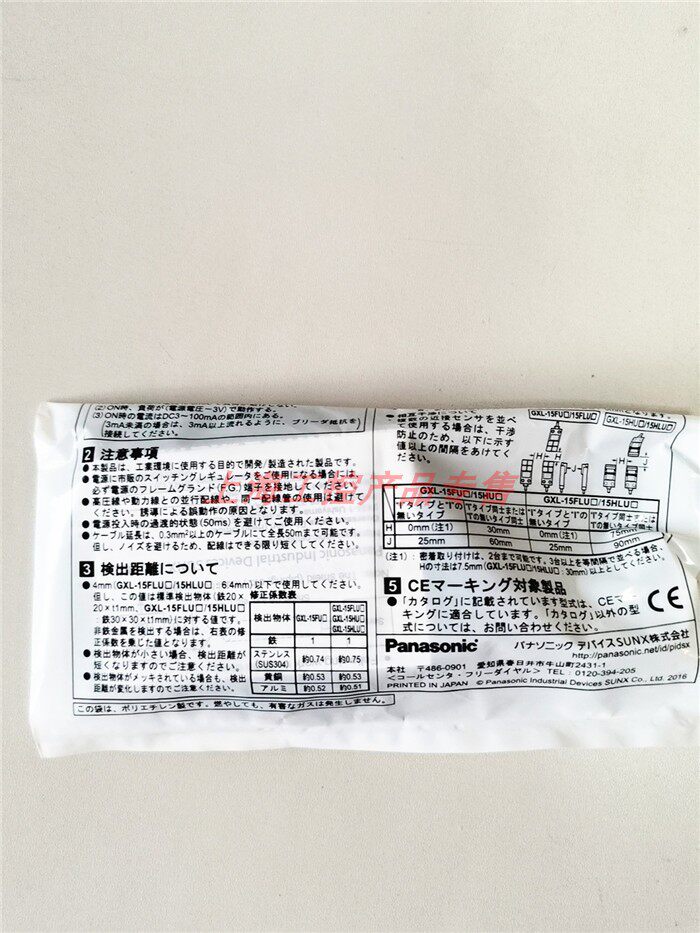 (2) ON時、負荷が(電源電圧−3V)で動作する。
(3) ON時の電流はDC3〜100mAの範囲内にある。
3mA未満の場合は、3mA以上流れるように、ブリーダ抵抗を
接続してください。
2 注意事項
●本製品は、工業環境に使用する目的で開発/製造された製品です。
●電源に市販のスイッチングレギュレータをご使用になる場合には、
必ず電源のフレームグランド(F.G.)端子を接地してください。
●高圧線や動力線との並行配線や、同一配線管の使用は避けて
ください。誘導による誤動作の原因となります。
●電源投入時の過渡的状態(50ms)を避けてご使用ください。
●ケーブル延長は、0.3mm²以上のケーブルにて全長50mまで可能です。
但し、ノイズを避けるため、配線はできる限り短くしてください。
3 検出距離について
●4mm(GXL-15FLU□/15HLU□:6.4mm)以下で使用してください。
但し、この値は標準検出物体(鉄20×
20×t1mm、GXL-15FLU□/15HLU□
:鉄30×30×t1mm)に対する値です。
非鉄金属を検出する場合は、右表の修
正係数を乗じた値となります。
●検出物体が小さい場合、検出距離が
短くなりますのでご注意ください。
●検出物体がメッキされている場合も、検出
距離が変化しますのでご注意ください。
修正係数表
検出物体 GXL-15FU□ GXL-15FLU□ GXL-15HU□ GXL-15HLU□
鉄 1 1
ステンレス(SUS304) 約0.74 約0.75
黄銅 約0.53 約0.53
アルミ 約0.52 約0.51
この袋は、ポリエチレン製です。燃やしても、有害なガスは発生しません。
数の近接センサを並べ
て使用する場合は、干渉
防止のため、以下に示す
値以上の間隔をあけてく
ださい。
GXL-15FU□/15FLU□
GXL-15HU□/15HLU□
H
J
GXL-15FU□/15HU□ GXL-15FLU□/15HLU□
"I"タイプと"I"の無いタイプ "I"タイプ同士または"I"の無いタイプ同士 "I"タイプと"I"の無いタイプ
H 0mm(注1) 30mm 0mm(注1) 75mm
J 25mm 60mm 25mm 90mm
(注1):密着取り付けは、2台まで可能です。3台以上を等間隔で並べる場合、
Hの寸法は7.5mm(GXL-15FLU□/15HLU□:30mm)以上としてください。
5 CEマーキング対象製品
●「カタログ」に記載されています型式は、CEマー
キングに適合しています。「カタログ」以外の型
式については、お問い合わせください。
CE
Panasonic パナソニック デバイスSUNX株式会社
http://panasonic.net/id/pidsx
本社 〒486-0901 愛知県春日井市牛山町2431-1
<コールセンタ・フリーダイヤル> TEL:0120-394-205
PRINTED IN JAPAN © Panasonic Industrial Devices SUNX Co., Ltd. 2016